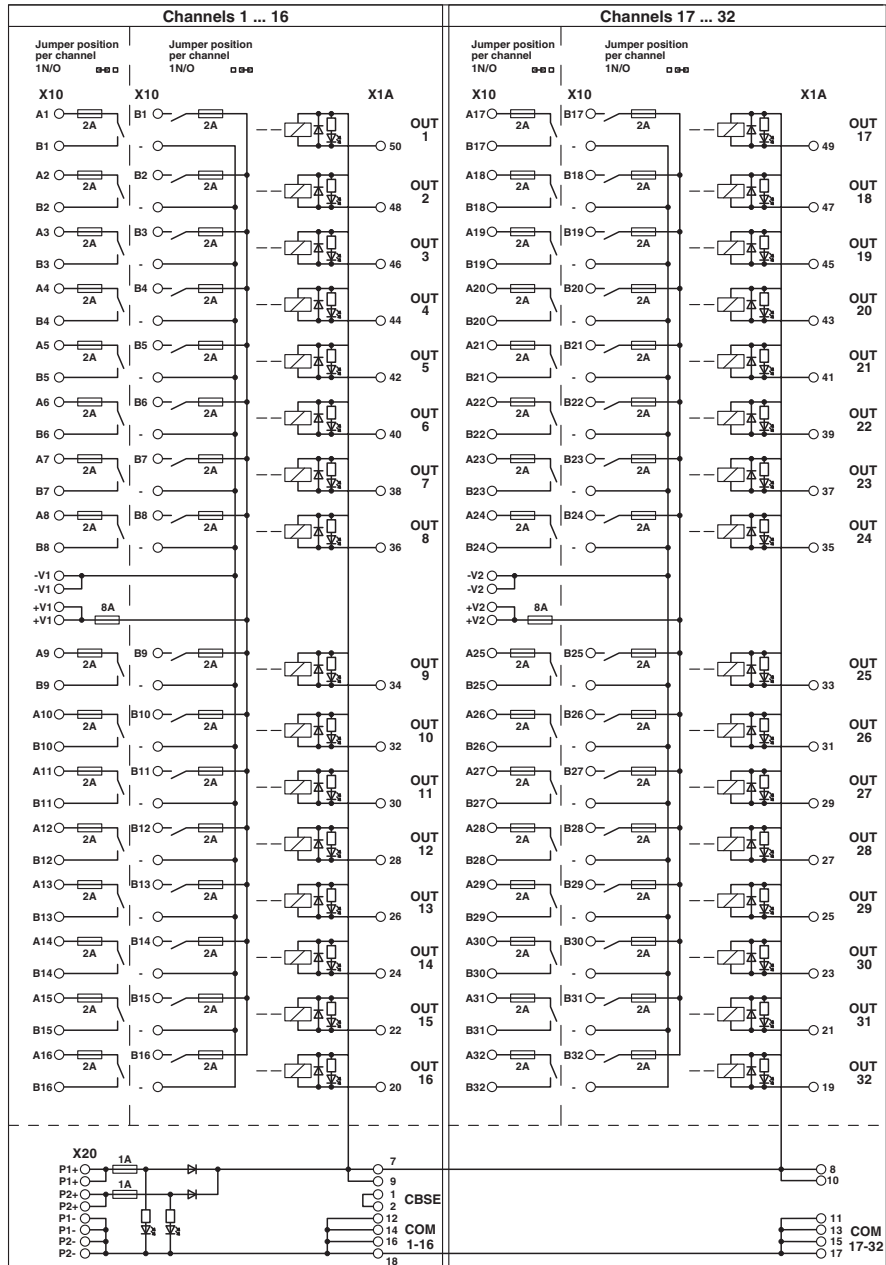 Channels 1 ... 16
Channels 17 ... 32
Jumper position per channel 1N/O
Jumper position per channel 1N/O
Jumper position per channel 1N/O
Jumper position per channel 1N/O
X10 X10 X1A X10 X10 X1A
A1 2A B1 2A OUT 1 A17 2A B17 2A OUT 17
B1 - 50 B17 - 49
A2 2A B2 2A OUT 2 A18 2A B18 2A OUT 18
B2 - 48 B18 - 47
A3 2A B3 2A OUT 3 A19 2A B19 2A OUT 19
B3 - 46 B19 - 45
A4 2A B4 2A OUT 4 A20 2A B20 2A OUT 20
B4 - 44 B20 - 43
A5 2A B5 2A OUT 5 A21 2A B21 2A OUT 21
B5 - 42 B21 - 41
A6 2A B6 2A OUT 6 A22 2A B22 2A OUT 22
B6 - 40 B22 - 39
A7 2A B7 2A OUT 7 A23 2A B23 2A OUT 23
B7 - 38 B23 - 37
A8 2A B8 2A OUT 8 A24 2A B24 2A OUT 24
B8 - 36 B24 - 35
-V1 -V2
-V1 -V2
+V1 8A +V2 8A
+V1 +V2
A9 2A B9 2A OUT 9 A25 2A B25 2A OUT 25
B9 - 34 B25 - 33
A10 2A B10 2A OUT 10 A26 2A B26 2A OUT 26
B10 - 32 B26 - 31
A11 2A B11 2A OUT 11 A27 2A B27 2A OUT 27
B11 - 30 B27 - 29
A12 2A B12 2A OUT 12 A28 2A B28 2A OUT 28
B12 - 28 B28 - 27
A13 2A B13 2A OUT 13 A29 2A B29 2A OUT 29
B13 - 26 B29 - 25
A14 2A B14 2A OUT 14 A30 2A B30 2A OUT 30
B14 - 24 B30 - 23
A15 2A B15 2A OUT 15 A31 2A B31 2A OUT 31
B15 - 22 B31 - 21
A16 2A B16 2A OUT 16 A32 2A B32 2A OUT 32
B16 - 20 B32 - 19
X20
P1+ 1A 7 8
P1+ 9 10
P2+ 1A 1 CBSE
P2+ 2
P1- 12 11
P1- 14 COM 13 COM
P2- 16 1-16 15 17-32
P2- 18 17